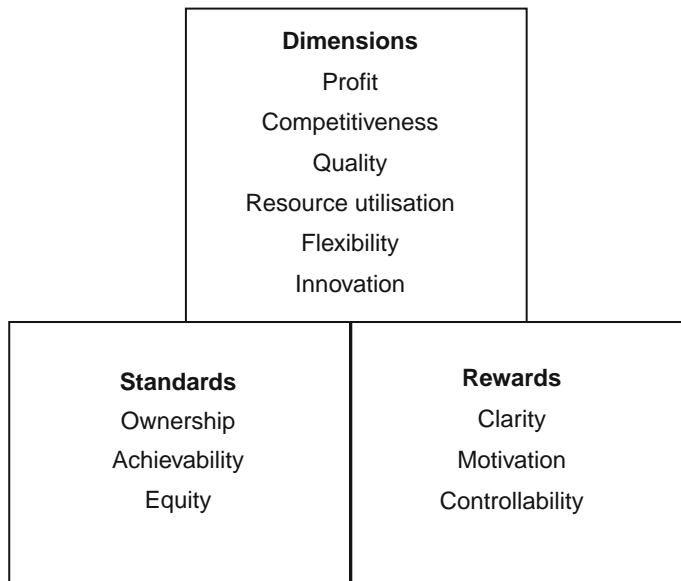 Dimensions
Profit
Competitiveness
Quality
Resource utilisation
Flexibility
Innovation
Standards
Ownership
Achievability
Equity
Rewards
Clarity
Motivation
Controllability